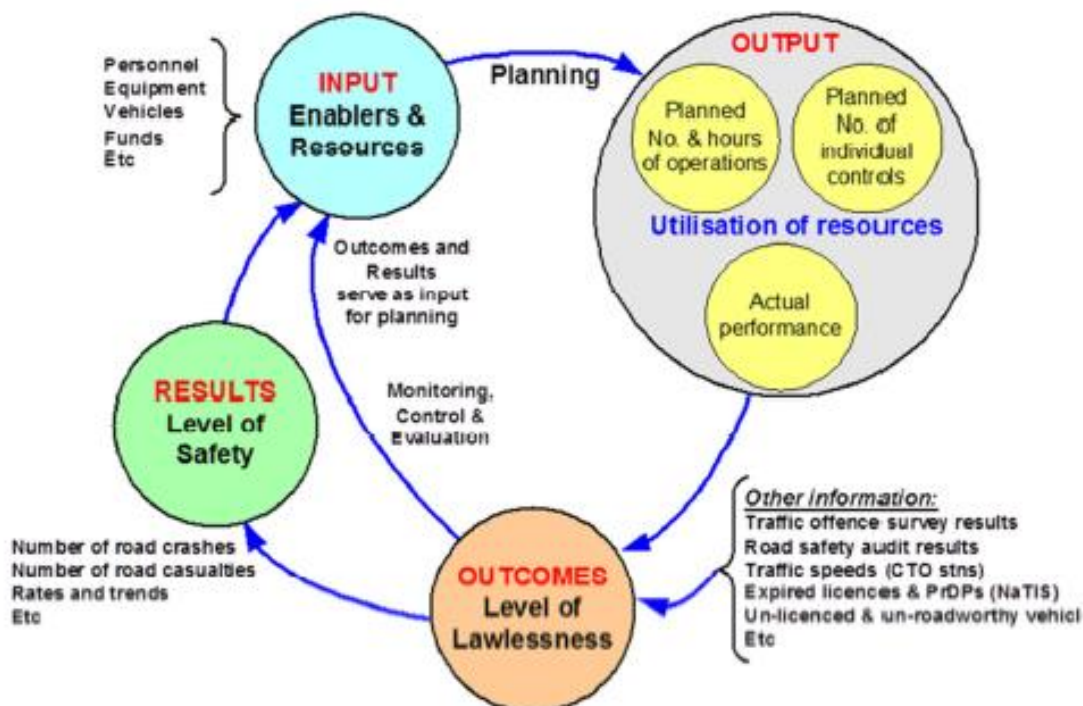 Personnel
Equipment
Vehicles
Funds
Etc
INPUT
Enablers &
Resources
Planning
OUTPUT
Planned
No. & hours
of operations
Planned
No. of
individual
controls
Utilisation of resources
Actual
performance
Outcomes and
Results
serve as input
for planning
Monitoring,
Control &
Evaluation
RESULTS
Level of
Safety
Number of road crashes
Number of road casualties
Rates and trends
Etc
OUTCOMES
Level of
Lawlessness
Other information:
Traffic offence survey results
Road safety audit results
Traffic speeds (CTO stns)
Expired licences & PrDPs (NaTIS)
Un-licenced & un-roadworthy vehicl
Etc